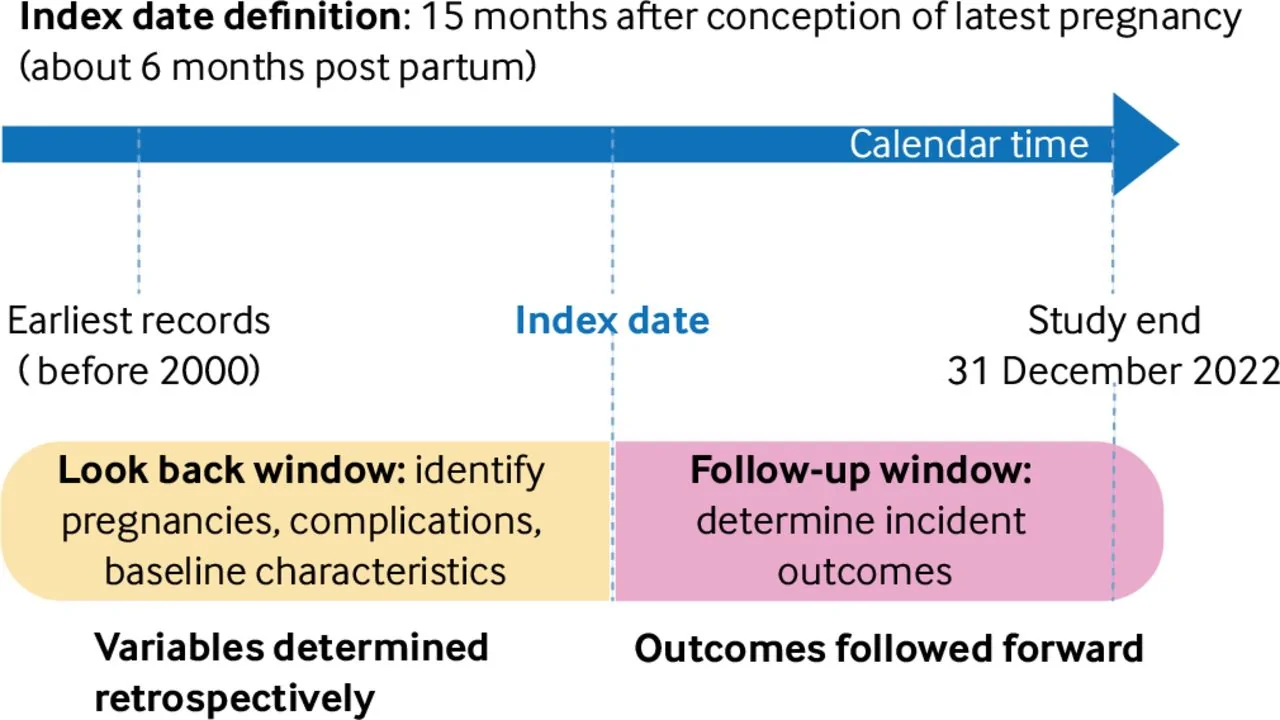 Index date definition: 15 months after conception of latest pregnancy
(about 6 months post partum)
Calendar time
Earliest records
( before 2000)
Index date
Study end
31 December 2022
Look back window: identify
pregnancies, complications,
baseline characteristics
Follow-up window:
determine incident
outcomes
Variables determined
retrospectively
Outcomes followed forward